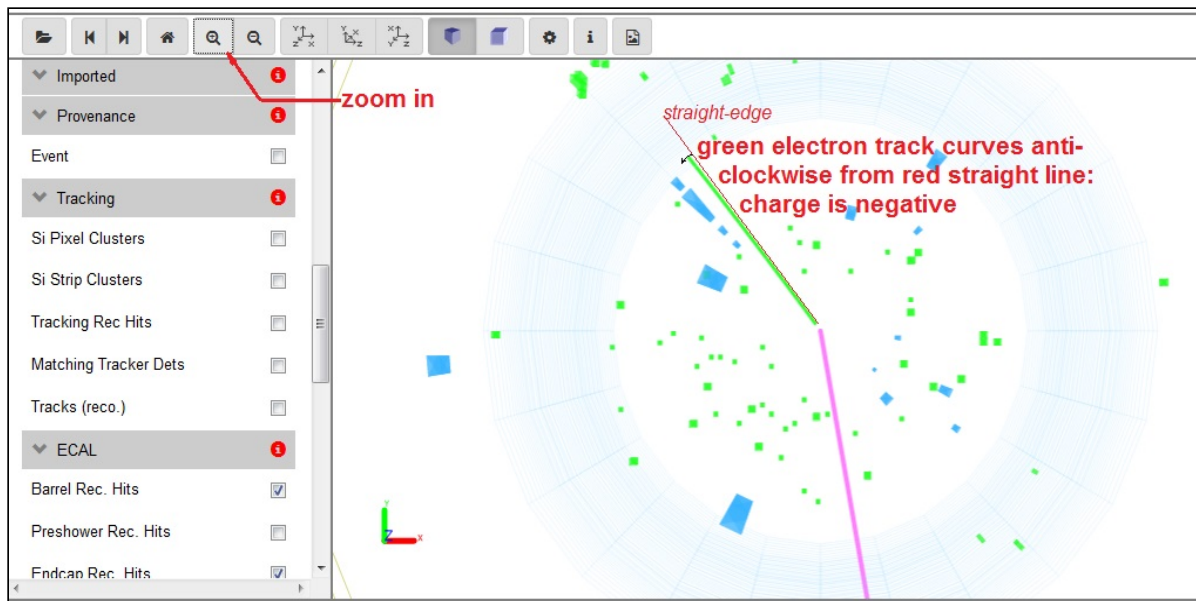 Imported
zoom in
Provenance
straight-edge
Event
green electron track curves anti-
clockwise from red straight line:
charge is negative
Tracking
Si Pixel Clusters
Si Strip Clusters
Tracking Rec Hits
Matching Tracker Dets
Tracks (reco.)
ECAL
Barrel Rec. Hits
Preshower Rec. Hits
Endcap Rec. Hits